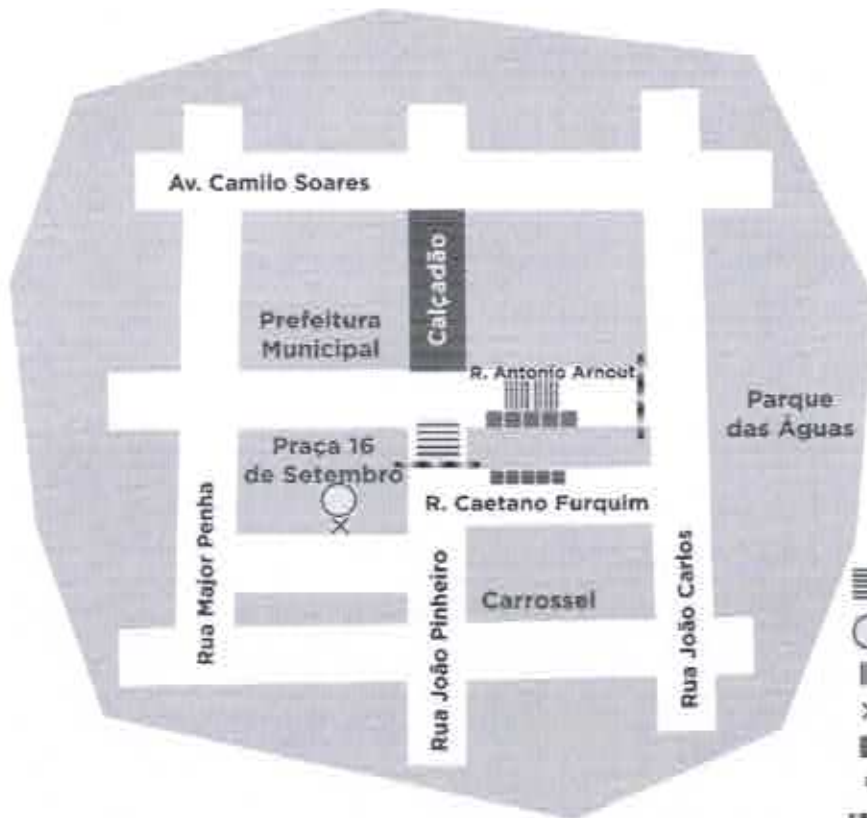 Av. Camilo Soares
Calçadão
Prefeitura
Municipal
R. Antonio Arnout
Parque
das Águas
Praça 16
de Setembro
R. Caetano Furquim
Rua Major Penha
Rua João Pinheiro
Carrossel
Rua João Carlos